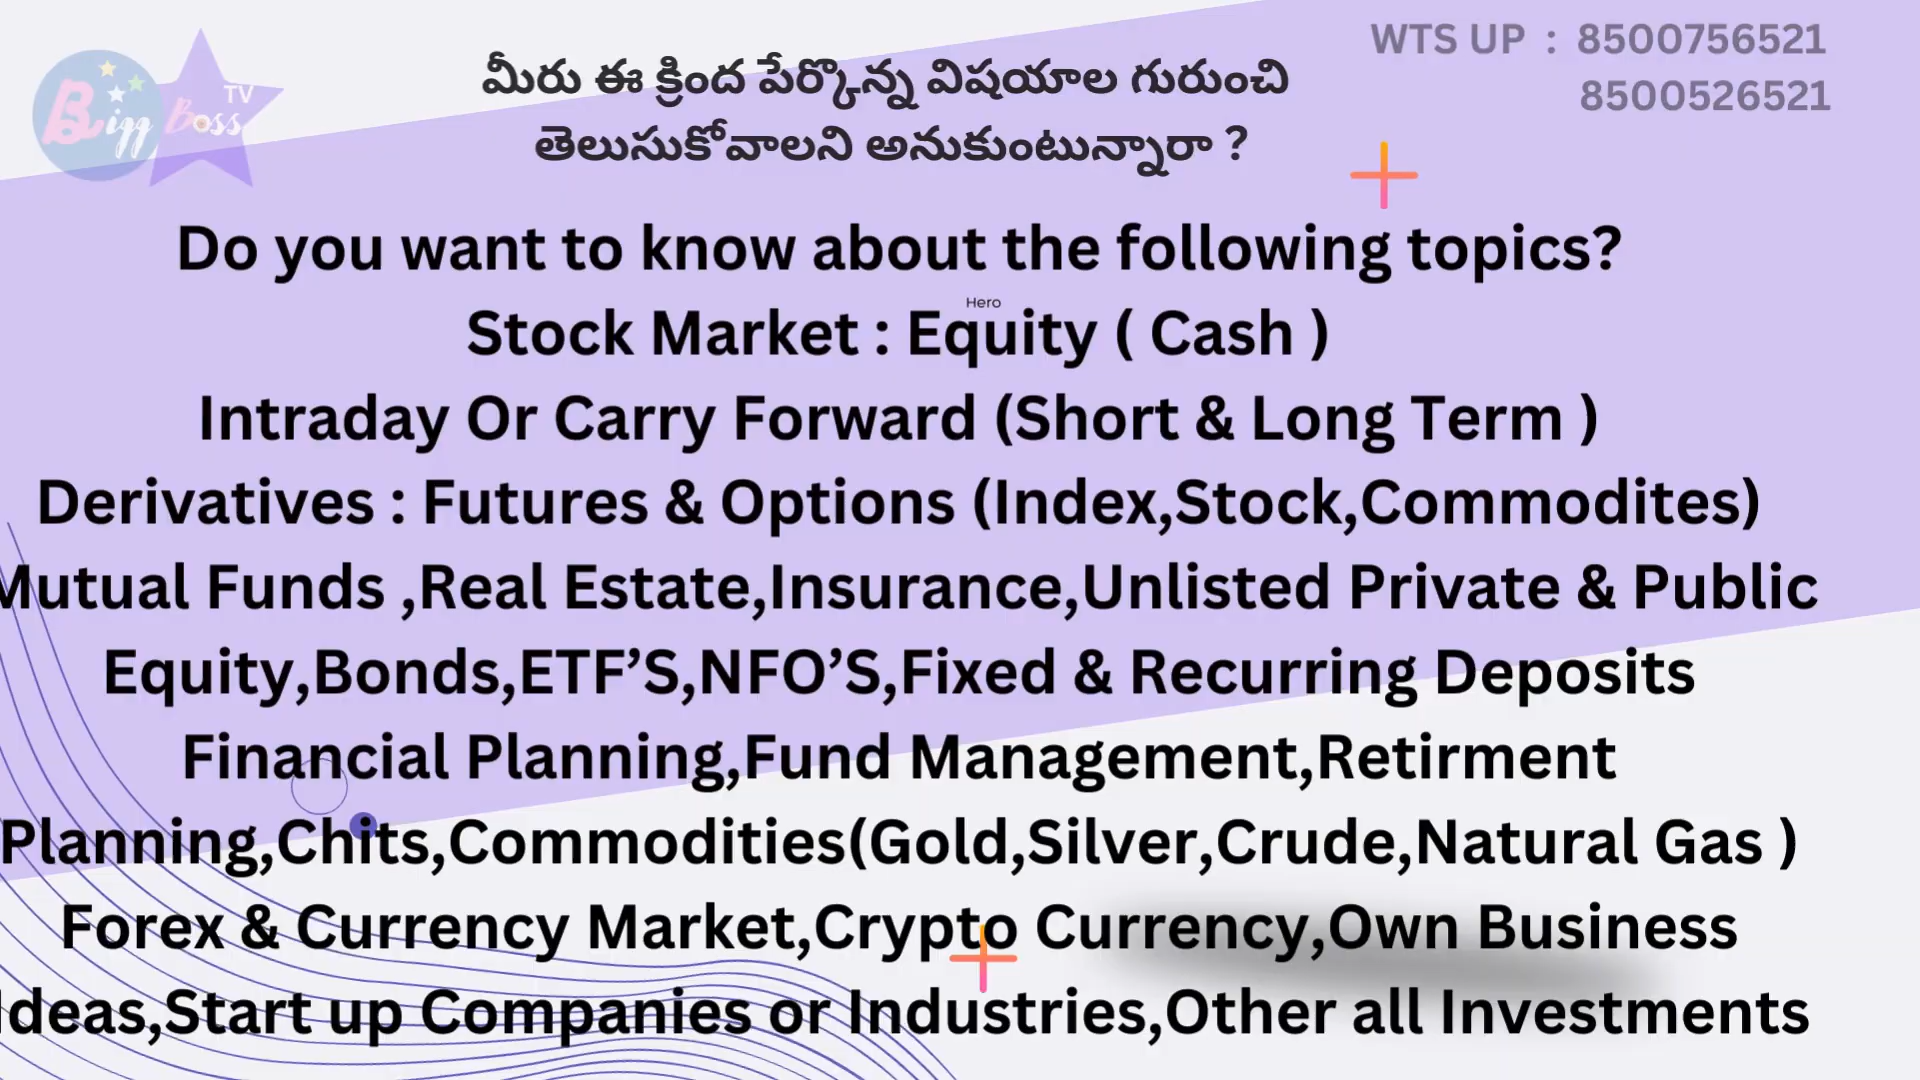 Bigg Boss TV
WTS UP : 8500756521
8500526521
మీరు ఈ క్రింద పేర్కొన్న విషయాల గురుంచి
తెలుసుకోవాలని అనుకుంటున్నారా ?
Do you want to know about the following topics?
Hero
Stock Market : Equity ( Cash )
Intraday Or Carry Forward (Short & Long Term )
Derivatives : Futures & Options (Index,Stock,Commodites)
Mutual Funds ,Real Estate,Insurance,Unlisted Private & Public
Equity,Bonds,ETF’S,NFO’S,Fixed & Recurring Deposits
Financial Planning,Fund Management,Retirment
Planning,Chits,Commodities(Gold,Silver,Crude,Natural Gas )
Forex & Currency Market,Crypto Currency,Own Business
Ideas,Start up Companies or Industries,Other all Investments